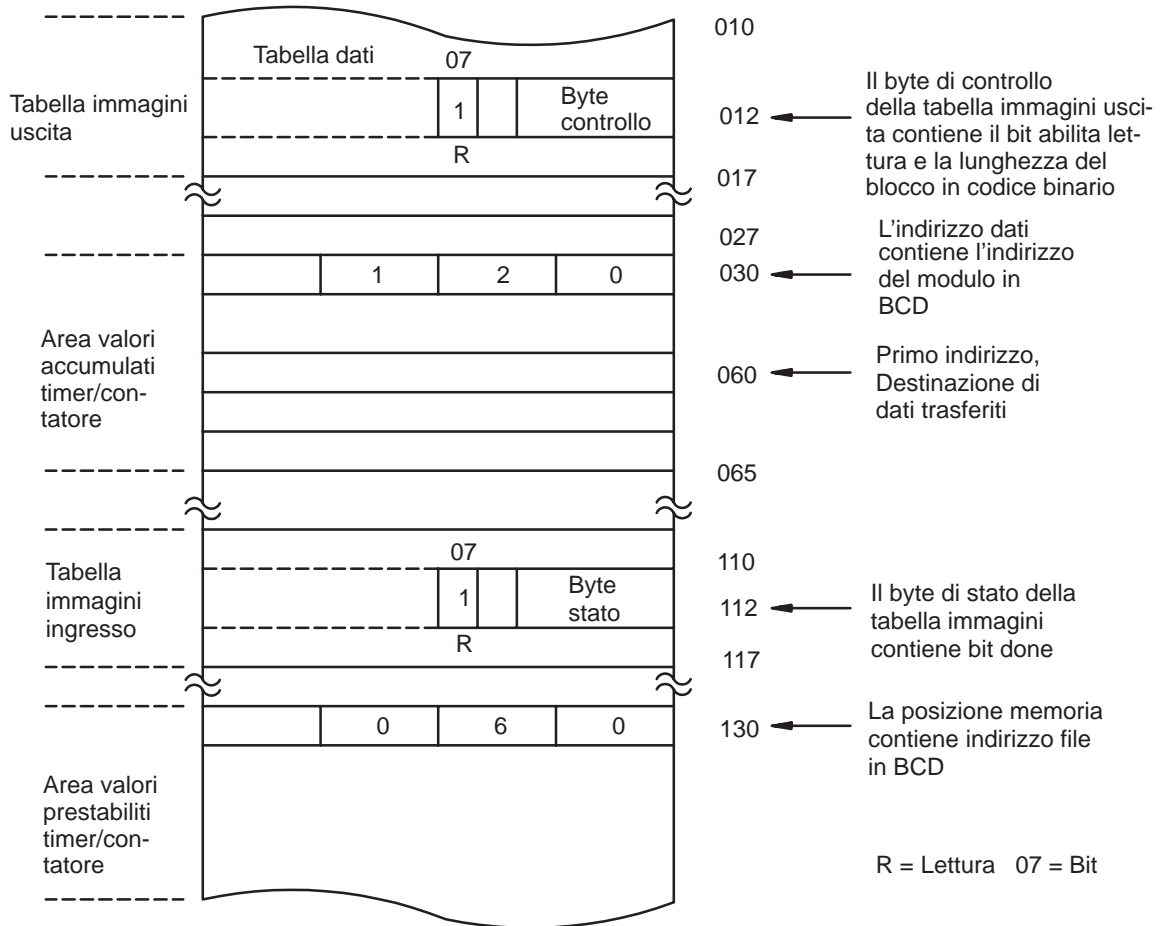 010
Tabella dati
07
Tabella immagini
uscita
1
Byte
controllo
012
Il byte di controllo
della tabella immagini usci-
ta contiene il bit abilita let-
tura e la lunghezza del
blocco in codice binario
R
017
027
L'indirizzo dati
contiene l'indirizzo
del modulo in
BCD
1 2 0
030
Area valori
accumulati
timer/con-
tatore
060
Primo indirizzo,
Destinazione di
dati trasferiti
065
07
110
Tabella
immagini
ingresso
1
Byte
stato
112
Il byte di stato della
tabella immagini
contiene bit done
R
117
0 6 0
130
La posizione memoria
contiene indirizzo file
in BCD
Area valori
prestabiliti
timer/con-
tatore
R = Lettura 07 = Bit